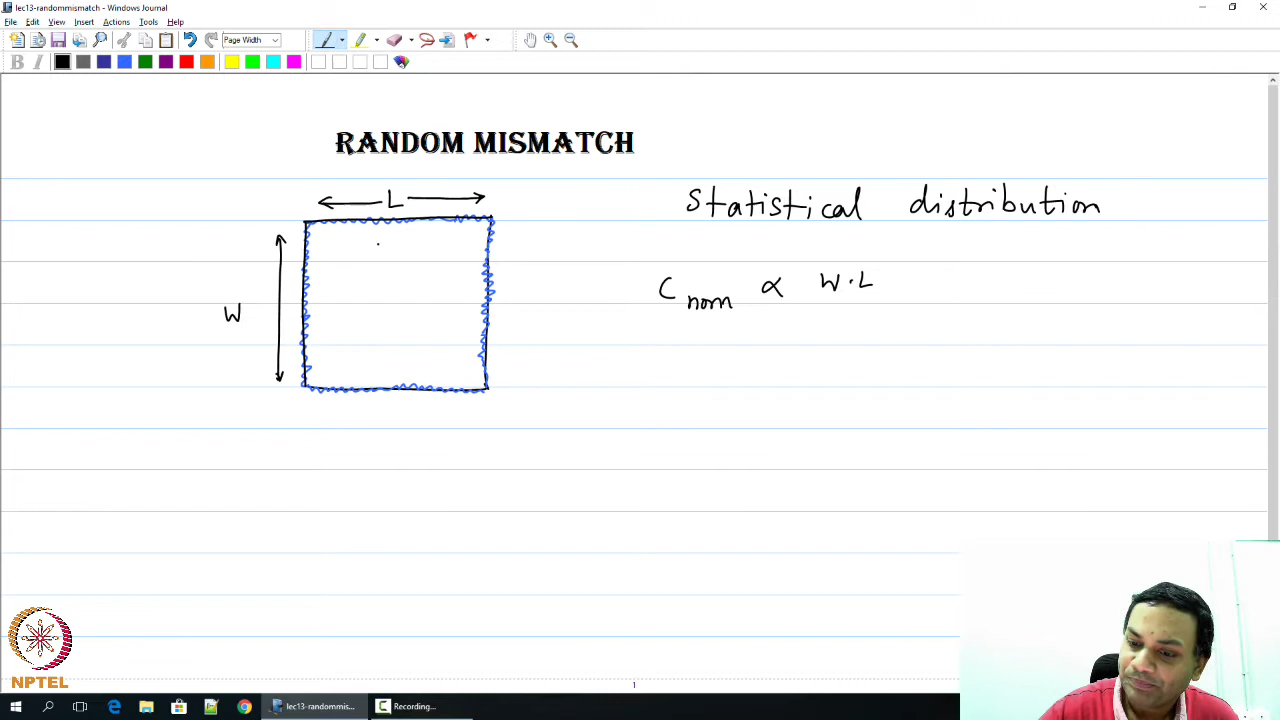 lec13-randommismatch - Windows Journal
File Edit View Insert Actions Tools Help
Page Width
B I
RANDOM MISMATCH
L
Statistical distribution
W
C nom ∝ W.L
NPTEL
1
lec13-randommis...
Recording...